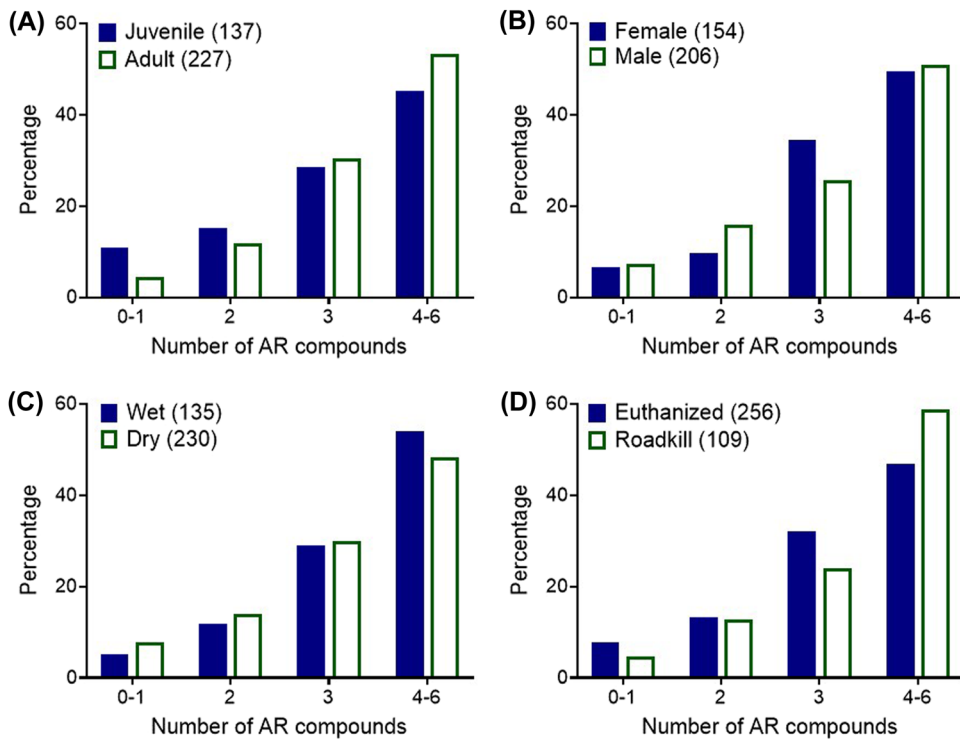 (A)
Juvenile (137)
Adult (227)
60
40
20
0
Percentage
0-1 2 3 4-6
Number of AR compounds
(B)
Female (154)
Male (206)
60
40
20
0
Percentage
0-1 2 3 4-6
Number of AR compounds
(C)
Wet (135)
Dry (230)
60
40
20
0
Percentage
0-1 2 3 4-6
Number of AR compounds
(D)
Euthanized (256)
Roadkill (109)
60
40
20
0
Percentage
0-1 2 3 4-6
Number of AR compounds